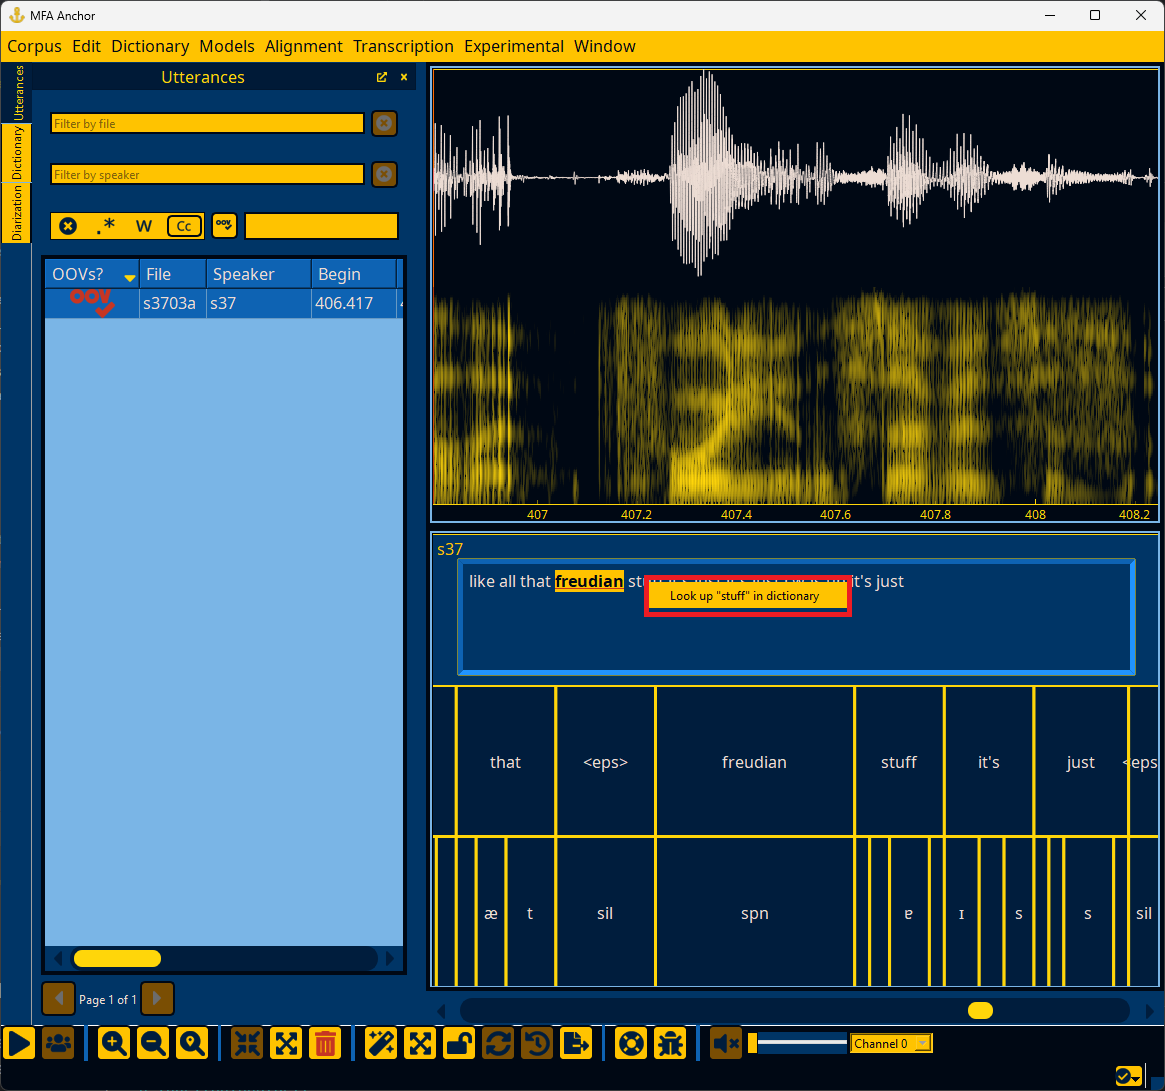 MFA Anchor
Corpus Edit Dictionary Models Alignment Transcription Experimental Window
Utterances
Dictionary
Diarization
Utterances
Filter by file
Filter by speaker
.* W Cc OOV
OOVs? File Speaker Begin
OOV s3703a s37 406.417
Page 1 of 1
407 407.2 407.4 407.6 407.8 408 408.2
s37
like all that freudian it's just
Look up "stuff" in dictionary
that <eps> freudian stuff it's just <eps
æ t sil spn ɐ ɪ s s sil
Channel 0